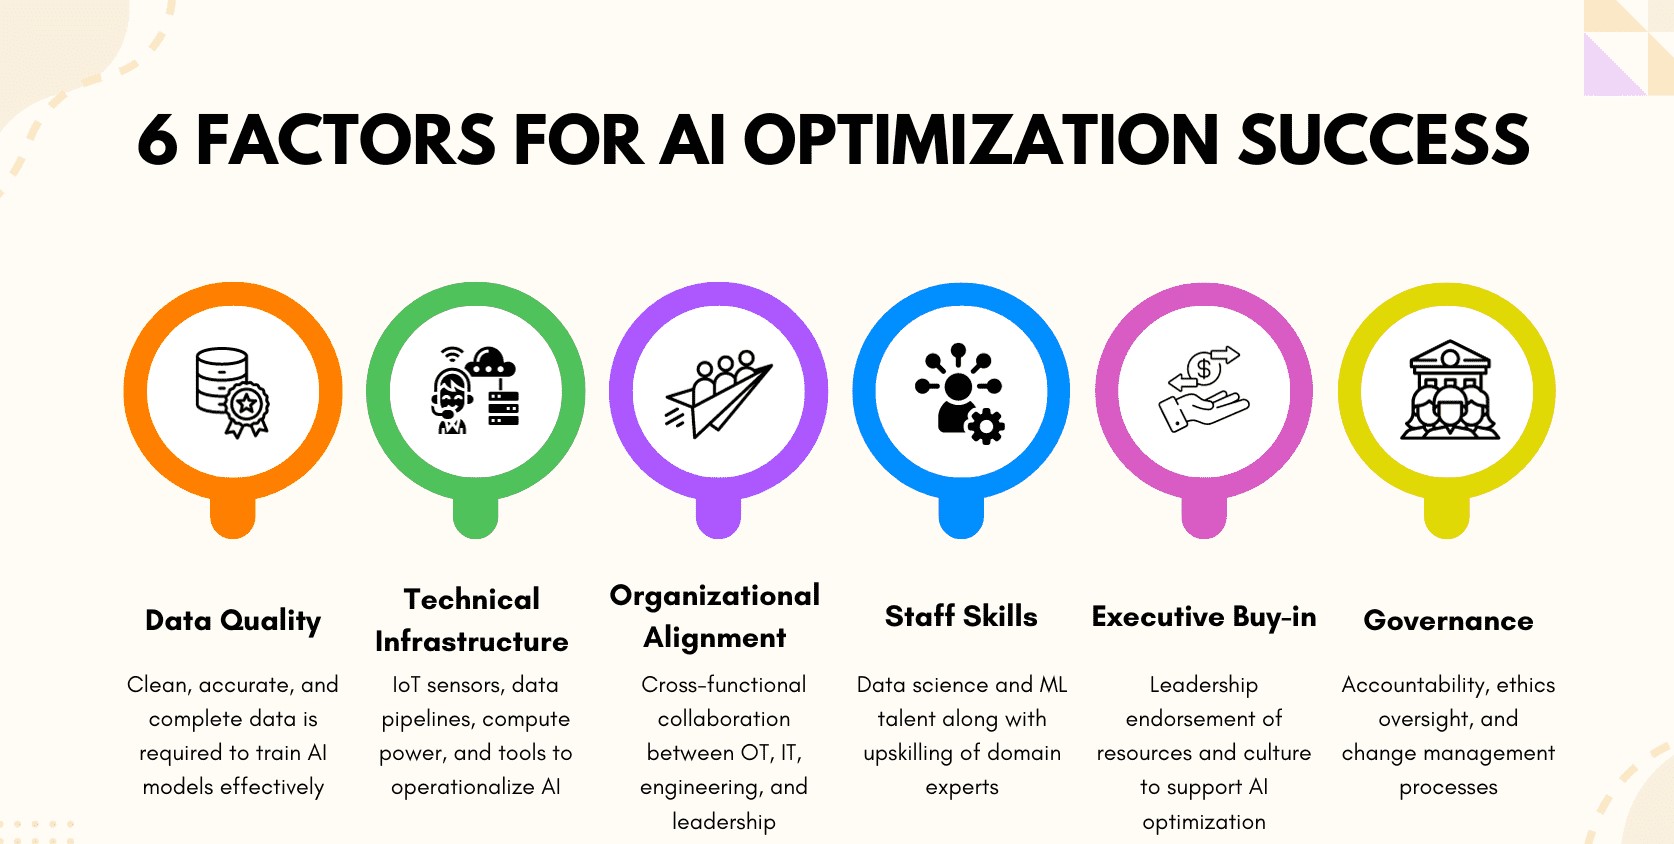 6 FACTORS FOR AI OPTIMIZATION SUCCESS
Data Quality
Clean, accurate, and
complete data is
required to train AI
models effectively
Technical
Infrastructure
IoT sensors, data
pipelines, compute
power, and tools to
operationalize AI
Organizational
Alignment
Cross-functional
collaboration
between OT, IT,
engineering, and
leadership
Staff Skills
Data science and ML
talent along with
upskilling of domain
experts
Executive Buy-in
Leadership
endorsement of
resources and culture
to support AI
optimization
Governance
Accountability, ethics
oversight, and
change management
processes